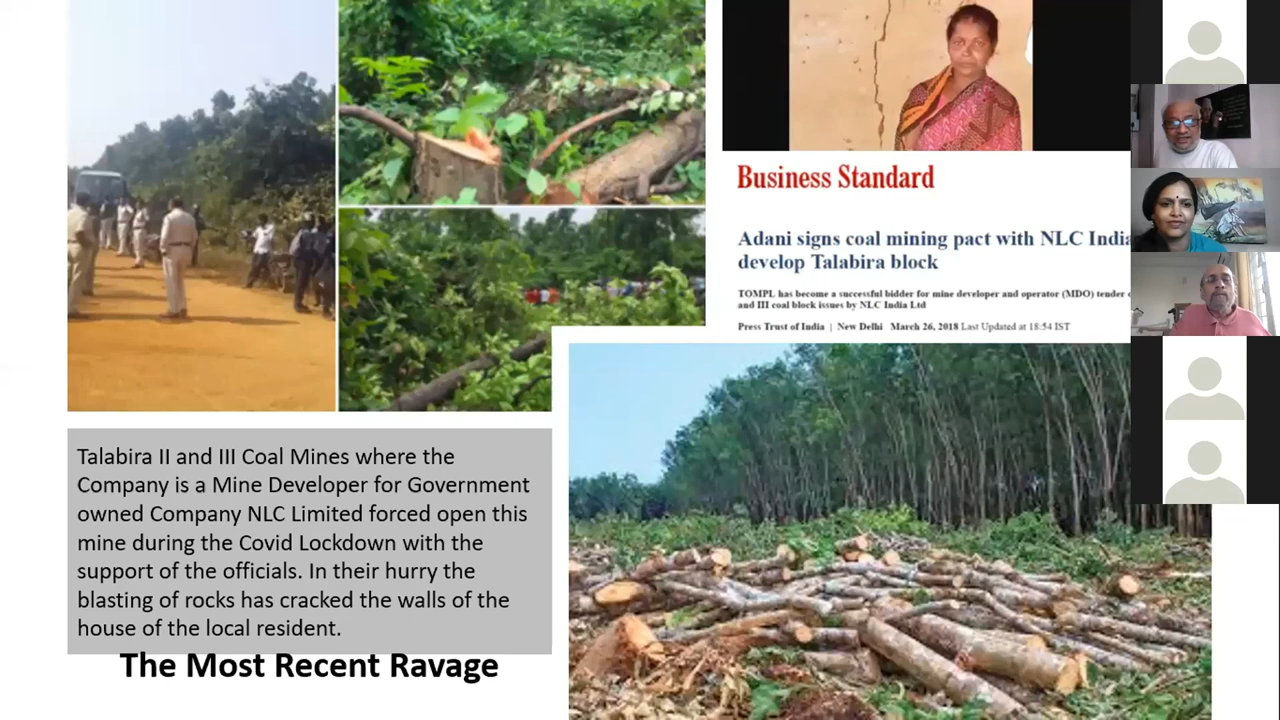 Business Standard
Adani signs coal mining pact with NLC India
develop Talabira block
TOMPL has become a successful bidder for mine developer and operator (MDO) tender
and III coal block issues by NLC India Ltd
Press Trust of India | New Delhi March 26, 2018 Last Updated at 18:54 IST
Talabira II and III Coal Mines where the
Company is a Mine Developer for Government
owned Company NLC Limited forced open this
mine during the Covid Lockdown with the
support of the officials. In their hurry the
blasting of rocks has cracked the walls of the
house of the local resident.
The Most Recent Ravage